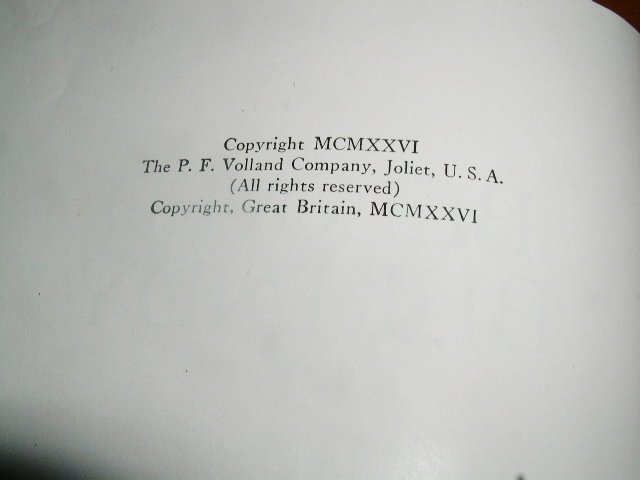 Copyright MCMXXVI
The P. F. Volland Company, Joliet, U. S. A.
(All rights reserved)
Copyright, Great Britain, MCMXXVI